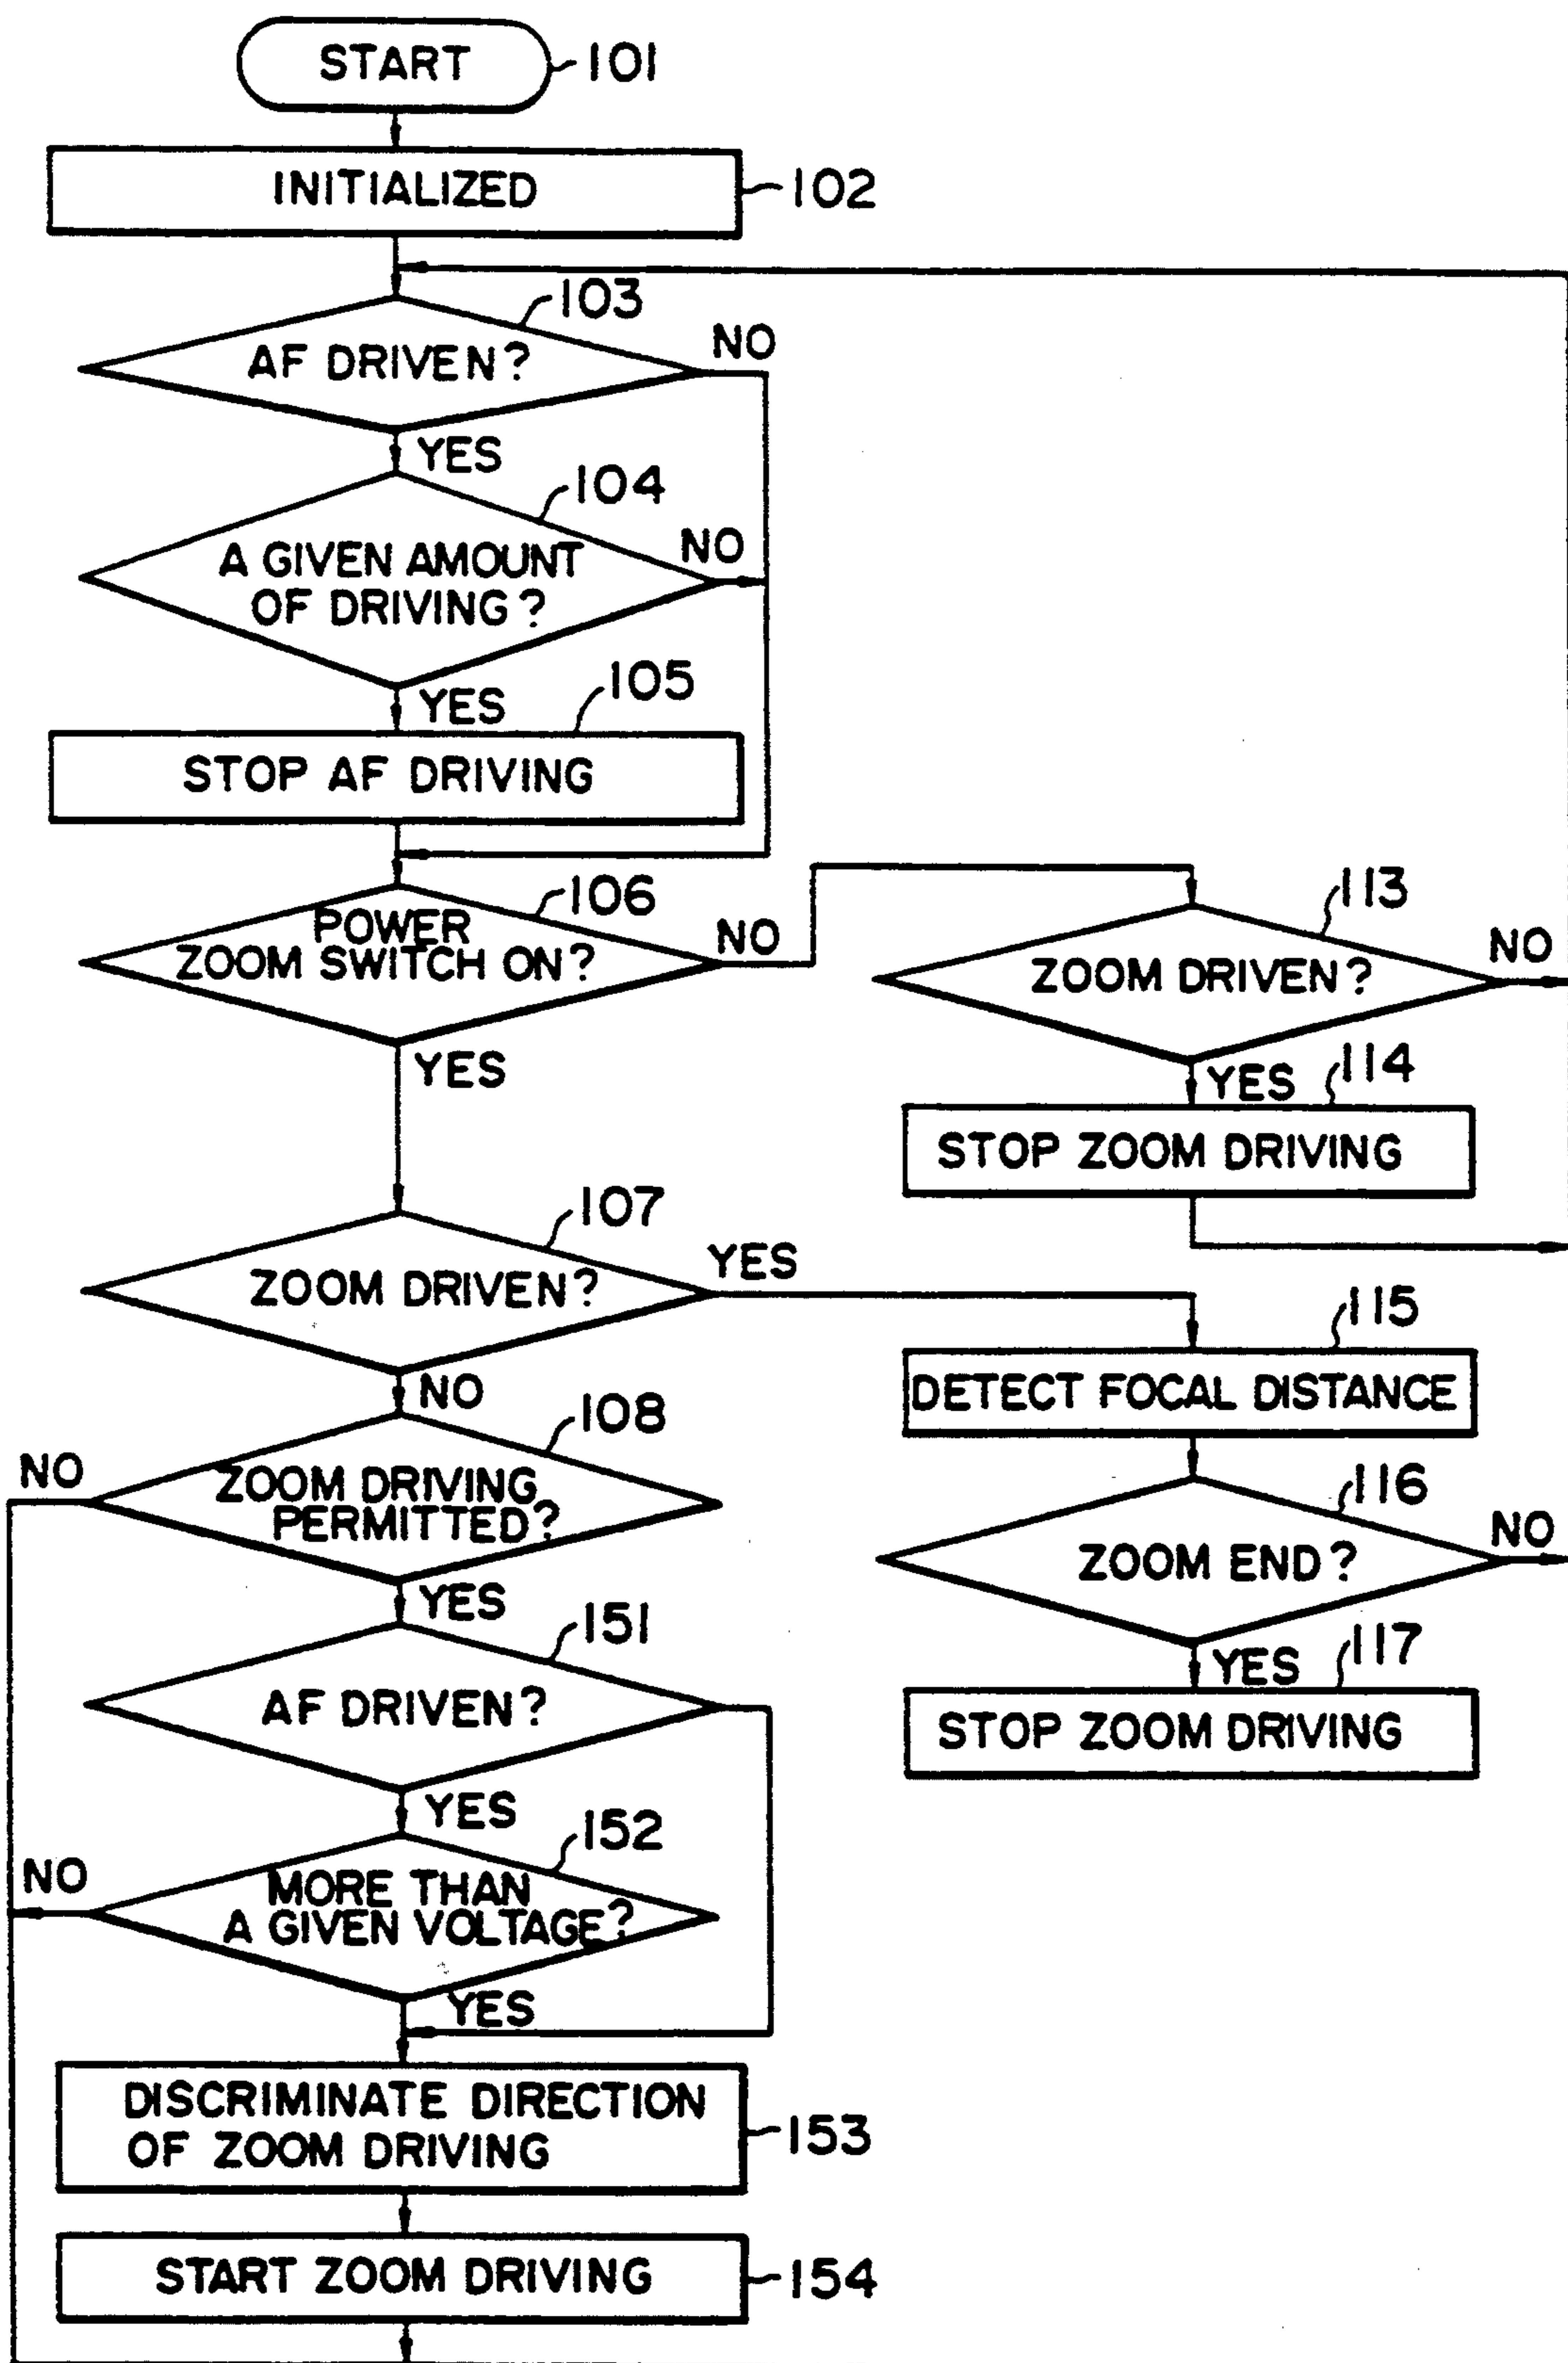 START
101
INITIALIZED
102
103
AF DRIVEN?
NO
YES
104
A GIVEN AMOUNT
OF DRIVING?
NO
YES
105
STOP AF DRIVING
106
POWER
ZOOM SWITCH ON?
NO
YES
113
ZOOM DRIVEN?
NO
YES
114
STOP ZOOM DRIVING
107
ZOOM DRIVEN?
YES
NO
115
DETECT FOCAL DISTANCE
108
ZOOM DRIVING
PERMITTED?
NO
YES
116
ZOOM END?
NO
YES
117
STOP ZOOM DRIVING
151
AF DRIVEN?
YES
152
MORE THAN
A GIVEN VOLTAGE?
NO
YES
DISCRIMINATE DIRECTION
OF ZOOM DRIVING
153
START ZOOM DRIVING
154